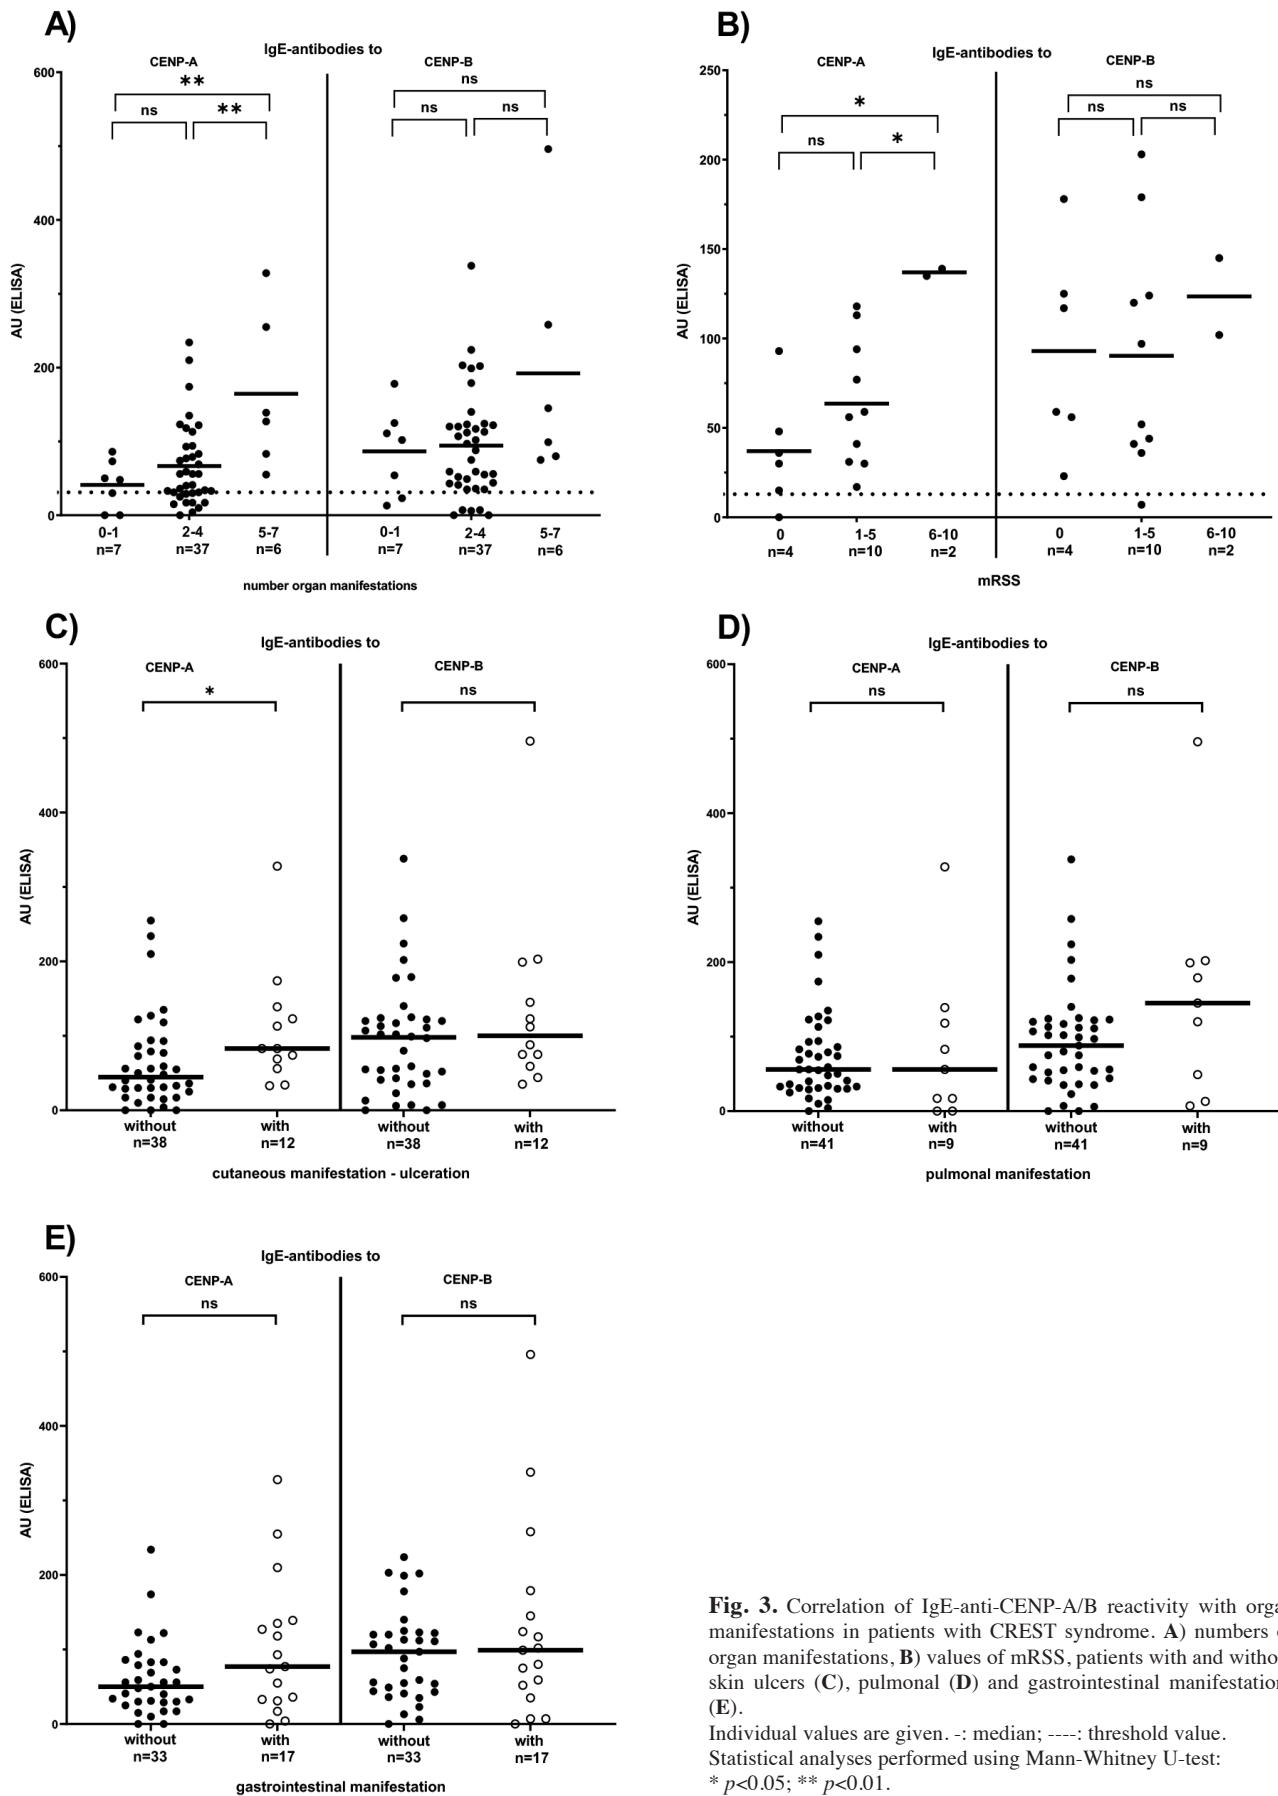 A)
IgE-antibodies to
CENP-A
CENP-B
**
ns
**
ns
ns
ns
AU (ELISA)
600
400
200
0
0-1
n=7
2-4
n=37
5-7
n=6
0-1
n=7
2-4
n=37
5-7
n=6
number organ manifestations
B)
IgE-antibodies to
CENP-A
CENP-B
*
ns
*
ns
ns
ns
AU (ELISA)
250
200
150
100
50
0
0
n=4
1-5
n=10
6-10
n=2
0
n=4
1-5
n=10
6-10
n=2
mRSS
C)
IgE-antibodies to
CENP-A
CENP-B
*
ns
AU (ELISA)
600
400
200
0
without
n=38
with
n=12
without
n=38
with
n=12
cutaneous manifestation - ulceration
D)
IgE-antibodies to
CENP-A
CENP-B
ns
ns
AU (ELISA)
600
400
200
0
without
n=41
with
n=9
without
n=41
with
n=9
pulmonal manifestation
E)
IgE-antibodies to
CENP-A
CENP-B
ns
ns
AU (ELISA)
600
400
200
0
without
n=33
with
n=17
without
n=33
with
n=17
gastrointestinal manifestation
Fig. 3. Correlation of IgE-anti-CENP-A/B reactivity with orga
manifestations in patients with CREST syndrome. A) numbers
organ manifestations, B) values of mRSS, patients with and witho
skin ulcers (C), pulmonal (D) and gastrointestinal manifestation
(E).
Individual values are given. -: median; ----: threshold value.
Statistical analyses performed using Mann-Whitney U-test:
* p<0.05; ** p<0.01.